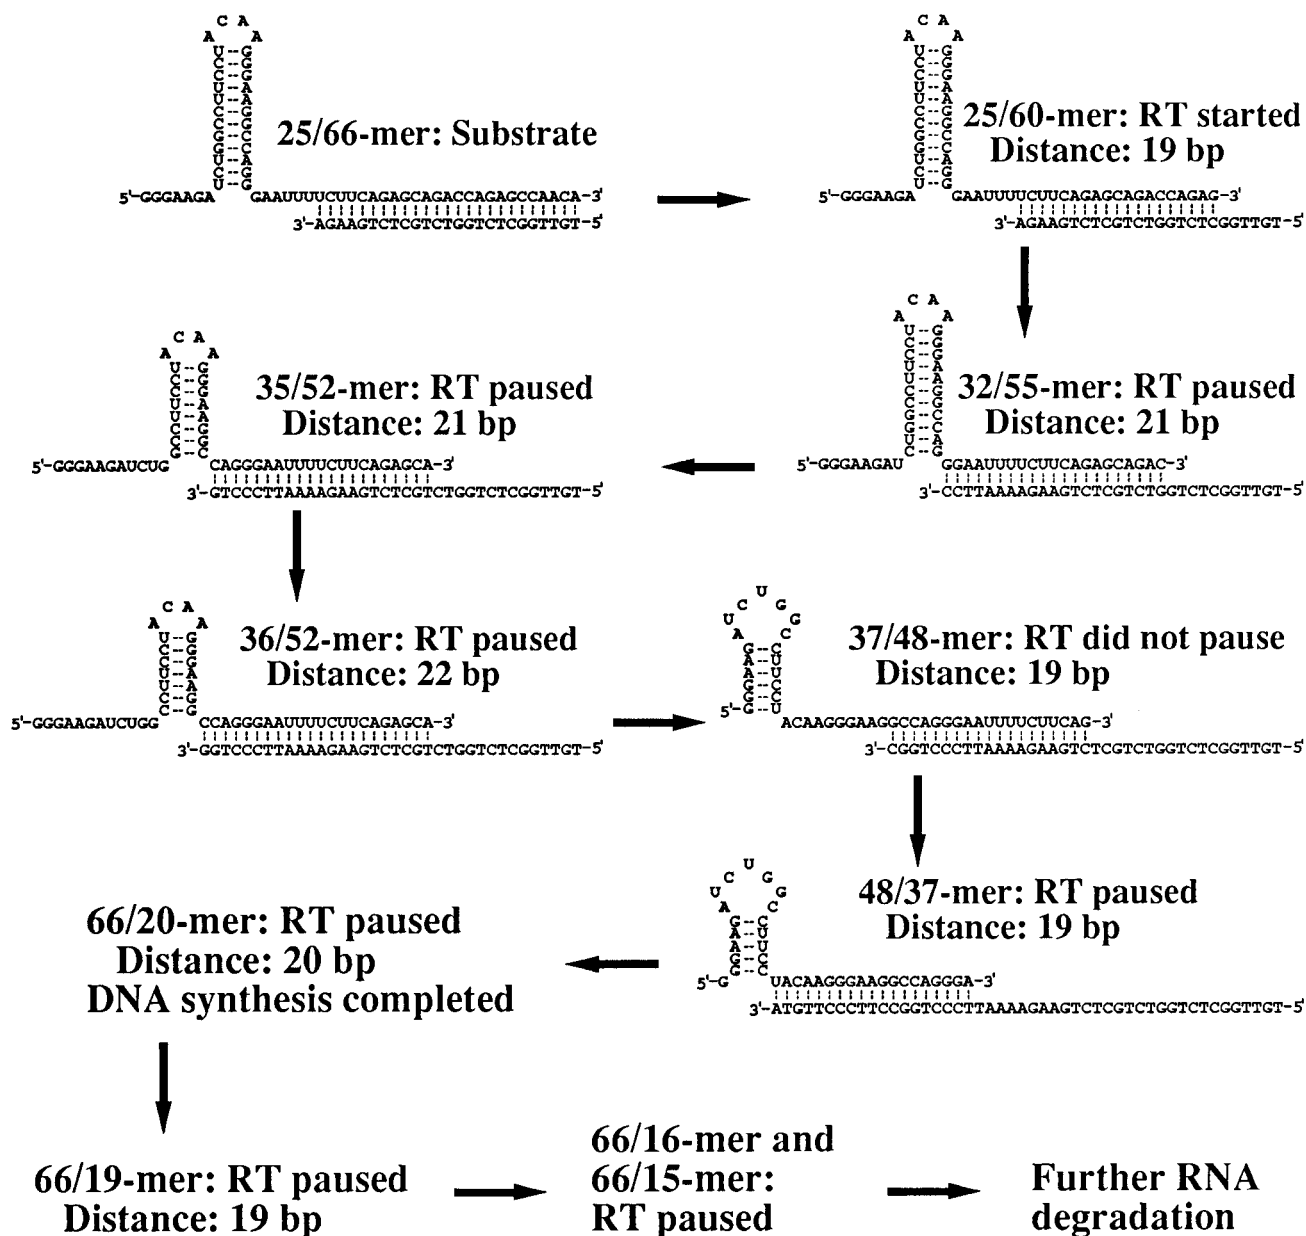 C A
A A
U--G
C--G
C--G
U--A
U--A
C--G
C--G
G--C
G--C
U--A
C--G
U--G
25/66-mer: Substrate
5'-GGGAAGA GAAUUUUCUUCAGAGCAGACCAGAGCCAACA-3'
3'-AGAAGTCTCGTCTGGTCTCGGTTGT-5'
C A
A A
U--G
C--G
C--G
U--A
U--A
C--G
C--G
G--C
G--C
U--A
C--G
U--G
25/60-mer: RT started
Distance: 19 bp
5'-GGGAAGA GAAUUUUCUUCAGAGCAGACCAGAG-3'
3'-AGAAGTCTCGTCTGGTCTCGGTTGT-5'
C A
A A
U--G
C--G
C--G
U--A
U--A
C--G
C--G
G--C
G--C
U--A
C G
32/55-mer: RT paused
Distance: 21 bp
5'-GGGAAGAU GGAAUUUUCUUCAGAGCAGAC-3'
3'-CCTTAAAAGAAGTCTCGTCTGGTCTCGGTTGT-5'
C A
A A
U--G
C--G
C--G
U--A
U--A
C--G
C--G
G C
35/52-mer: RT paused
Distance: 21 bp
5'-GGGAAGAUCUG CAGGGAAUUUUCUUCAGAGCA-3'
3'-GTCCCTTAAAAGAAGTCTCGTCTGGTCTCGGTTGT-5'
C A
A A
U--G
C--G
C--G
U--A
U--A
C--G
C--G
36/52-mer: RT paused
Distance: 22 bp
5'-GGGAAGAUCUGG CCAGGGAAUUUUCUUCAGAGCA-3'
3'-GGTCCCTTAAAAGAAGTCTCGTCTGGTCTCGGTTGT-5'
U
C G
U G
A C
G--C
A--U
A--U
G--C
G--C
5'-G U
37/48-mer: RT did not pause
Distance: 19 bp
ACAAGGGAAGGCCAGGGAAUUUUCUUCAG-3'
3'-CGGTCCCTTAAAAGAAGTCTCGTCTGGTCTCGGTTGT-5'
U
C G
U G
A C
G--C
A--U
A--U
G--C
G--C
48/37-mer: RT paused
Distance: 19 bp
5'-G UACAAGGGAAGGCCAGGGA-3'
3'-ATGTTCCCTTCCGGTCCCTTAAAAGAAGTCTCGTCTGGTCTCGGTTGT-5'
66/20-mer: RT paused
Distance: 20 bp
DNA synthesis completed
66/19-mer: RT paused
Distance: 19 bp
66/16-mer and
66/15-mer:
RT paused
Further RNA
degradation